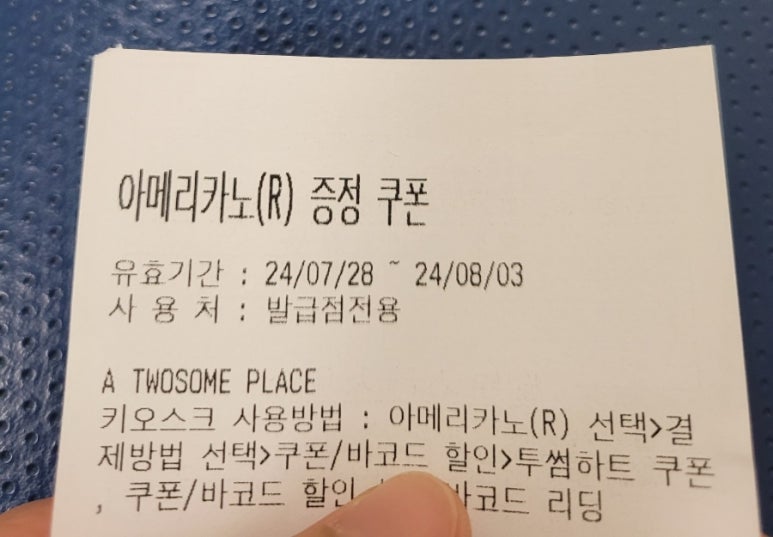 아메리카노(R) 증정 쿠폰
유효기간 : 24/07/28 ~ 24/08/03
사 용 처 : 발급점전용
A TWOSOME PLACE
키오스크 사용방법 : 아메리카노(R) 선택>결
제방법 선택>쿠폰/바코드 할인>투썸하트 쿠폰
, 쿠폰/바코드 할인 바코드 리딩